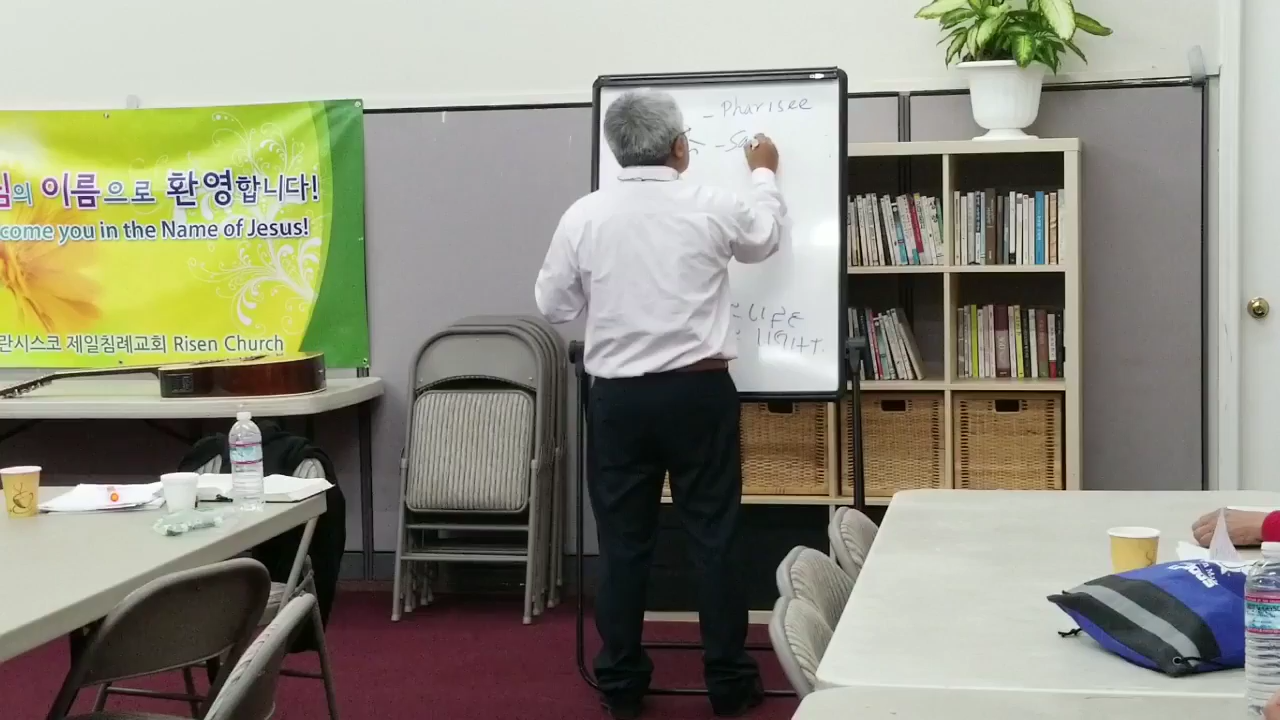 님의 이름으로 환영합니다!
come you in the Name of Jesus!
란시스코 제일침례교회 Risen Church
- Pharisee
- Sa
= LIFE
= LIGHT.